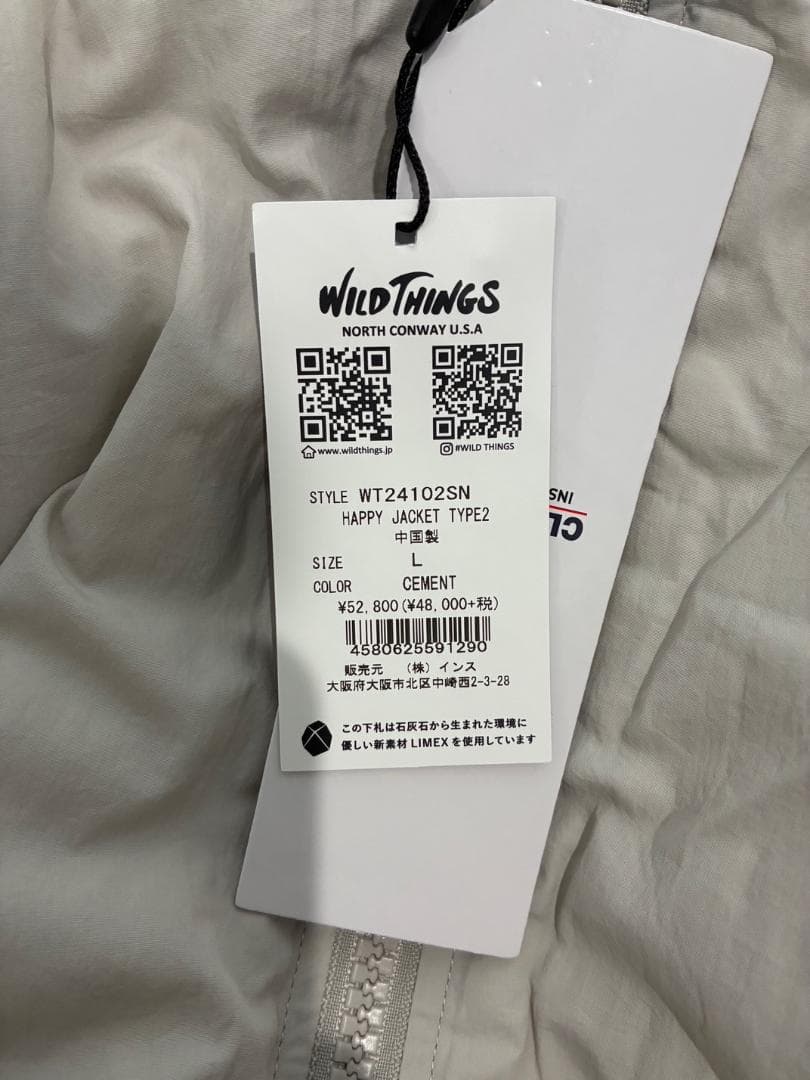 WILD THINGS
NORTH CONWAY U.S.A
www.wildthings.jp
#WILD THINGS
STYLE WT24102SN
HAPPY JACKET TYPE2
中国製
SIZE L
COLOR CEMENT
¥52,800(¥48,000+税)
4580625591290
販売元 (株)インス
大阪府大阪市北区中崎西2-3-28
この下札は石灰石から生まれた環境に
優しい新素材 LIMEX を使用しています
INS
CL